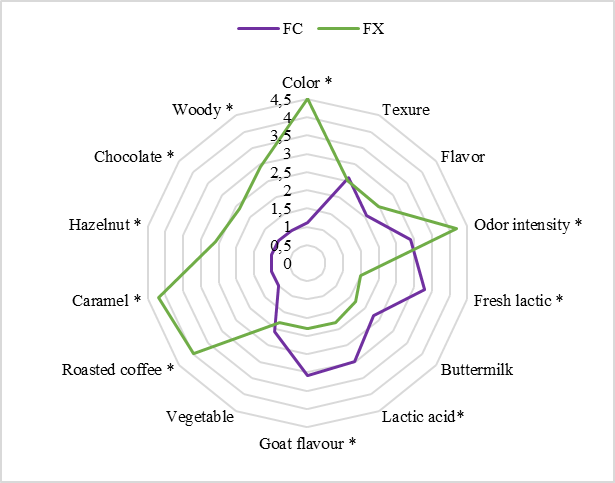 FC FX
Color *
Texure
Flavor
Odor intensity *
Fresh lactic *
Buttermilk
Lactic acid*
Goat flavour *
Vegetable
Roasted coffee *
Caramel *
Hazelnut *
Chocolate *
Woody *
4,5
4
3,5
3
2,5
2
1,5
1
0,5
0